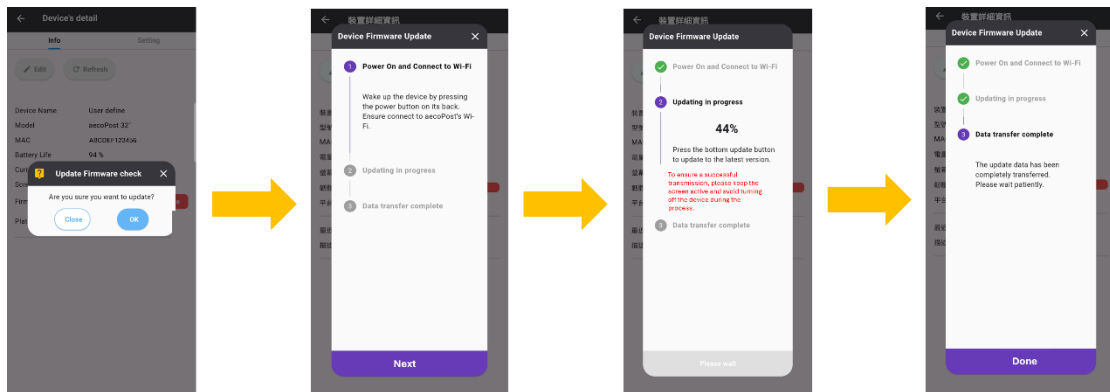 Device's detail
Info
Setting
Edit
Refresh
Device Name
User define
Model
aecoPost 32"
MAC
ABCDEF123456
Battery Life
94 %
Update Firmware check
Are you sure you want to update?
Close
OK
裝置詳細資訊
Device Firmware Update
1 Power On and Connect to Wi-Fi
Wake up the device by pressing
the power button on its back.
Ensure connect to aecoPost's Wi-
Fi.
2 Updating in progress
3 Data transfer complete
Next
裝置詳細資訊
Device Firmware Update
Power On and Connect to Wi-Fi
2 Updating in progress
44%
Press the bottom update button
to update to the latest version.
To ensure a successful
transmission, please keep the
screen active and avoid turning
off the device during the
process.
3 Data transfer complete
Please wait
裝置詳細資訊
Device Firmware Update
Power On and Connect to Wi-Fi
Updating in progress
3 Data transfer complete
The update data has been
completely transferred.
Please wait patiently.
Done